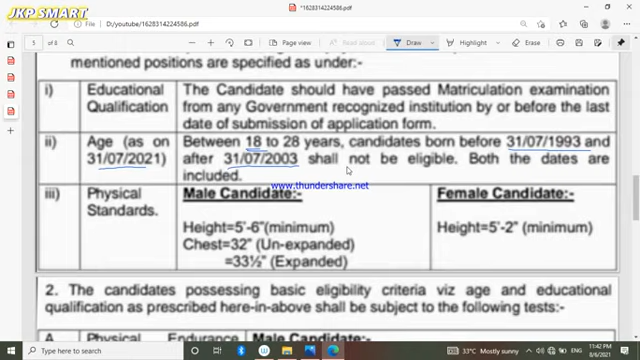 JKP SMART
*1628314224586.pdf
D:/youtube/1628314224586.pdf
5 of 8
Page view
Read aloud
Draw
Highlight
Erase
mentioned positions are specified as under:-
i) Educational Qualification The Candidate should have passed Matriculation examination
from any Government recognized institution by or before the last
date of submission of application form.
ii) Age (as on 31/07/2021) Between 18 to 28 years, candidates born before 31/07/1993 and
after 31/07/2003 shall not be eligible. Both the dates are
included.
www.thundershare.net
iii) Physical Standards. Male Candidate:- Female Candidate:-
Height=5'-6"(minimum) Height=5'-2" (minimum)
Chest=32" (Un-expanded)
=33½" (Expanded)
2. The candidates possessing basic eligibility criteria viz age and educational
qualification as prescribed here-in-above shall be subject to the following tests:-
A Physical Endurance Male Candidate:-
Type here to search
33°C Mostly sunny
ENG
11:42 PM
8/6/2021